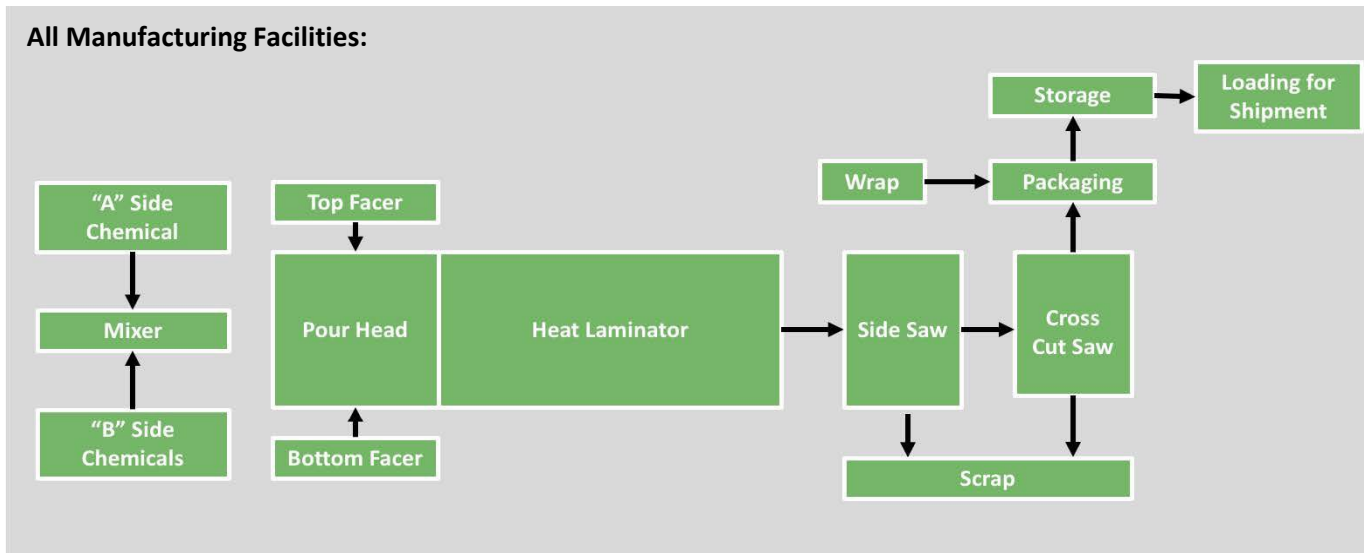 All Manufacturing Facilities:
Storage
Loading for
Shipment
Wrap
Packaging
“A” Side
Chemical
Top Facer
Mixer
Pour Head
Heat Laminator
Side Saw
Cross
Cut Saw
“B” Side
Chemicals
Bottom Facer
Scrap